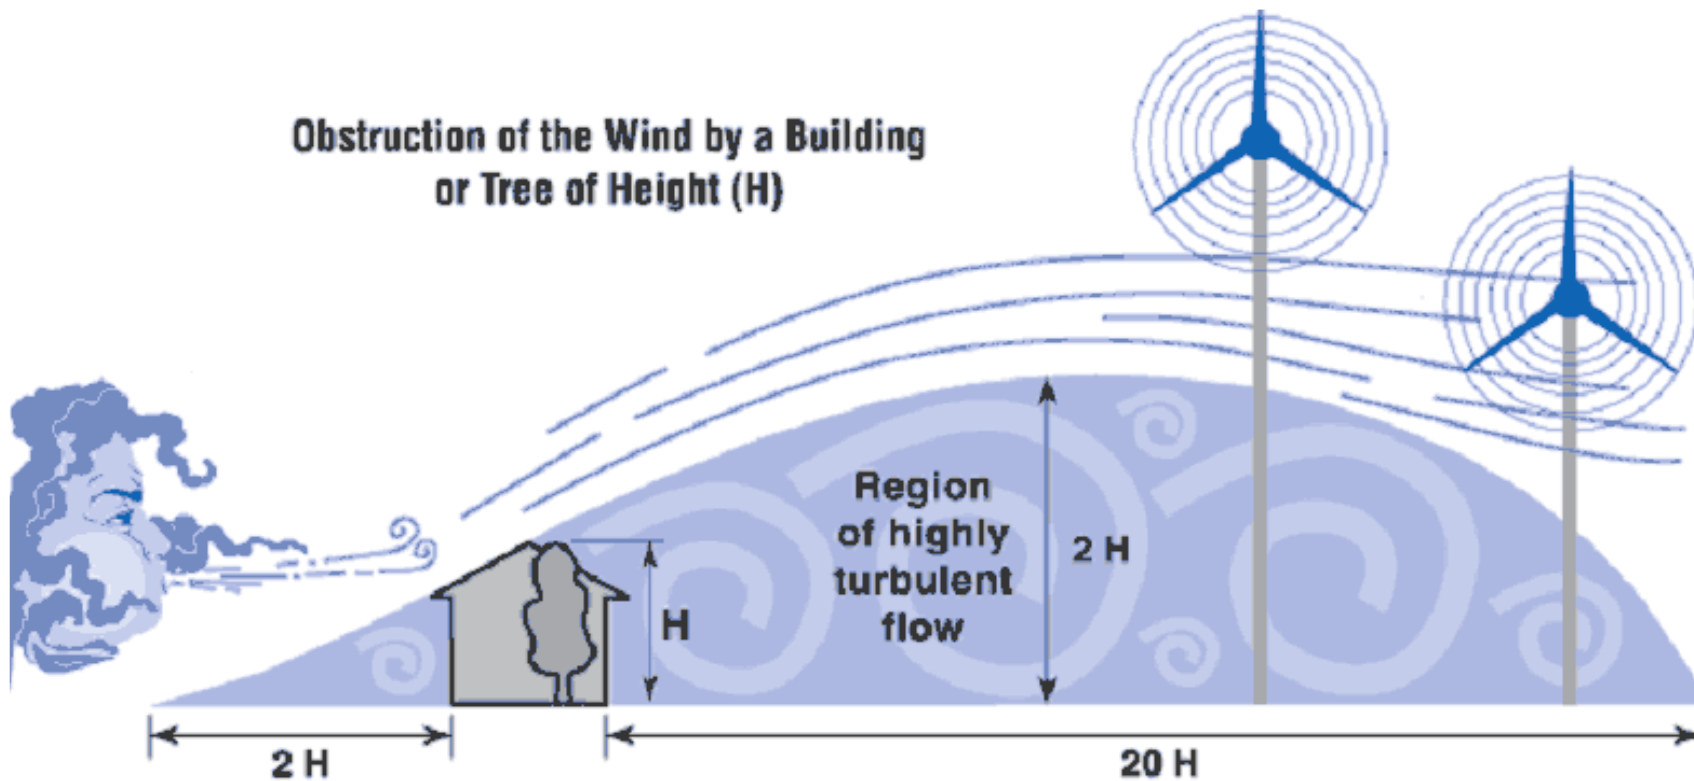 Obstruction of the Wind by a Building
or Tree of Height (H)
Region
of highly
turbulent
flow
2 H
H
2 H
20 H